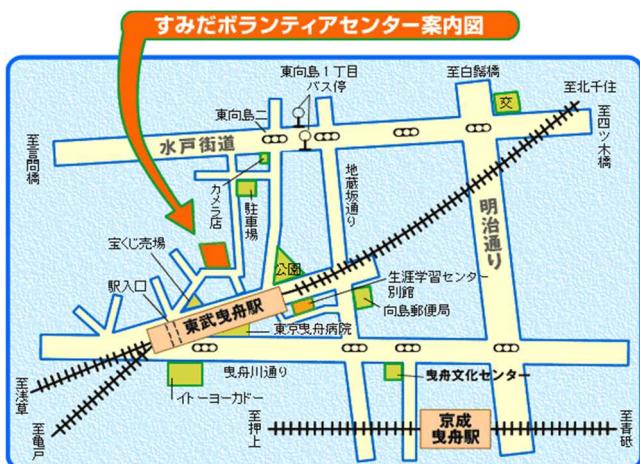 すみだボランティアセンター案内図
東向島1丁目
バス停
至白鬚橋
至北千住
交
東向島二
至四ツ木橋
水戸街道
至言問橋
カメラ店
駐車場
地蔵坂通り
明治通り
宝くじ売場
公園
生涯学習センター
別館
駅入口
東武曳舟駅
向島郵便局
東京曳舟病院
曳舟川通り
曳舟文化センター
至浅草
イトーヨーカドー
至亀戸
至押上
京成
曳舟駅
至青砥